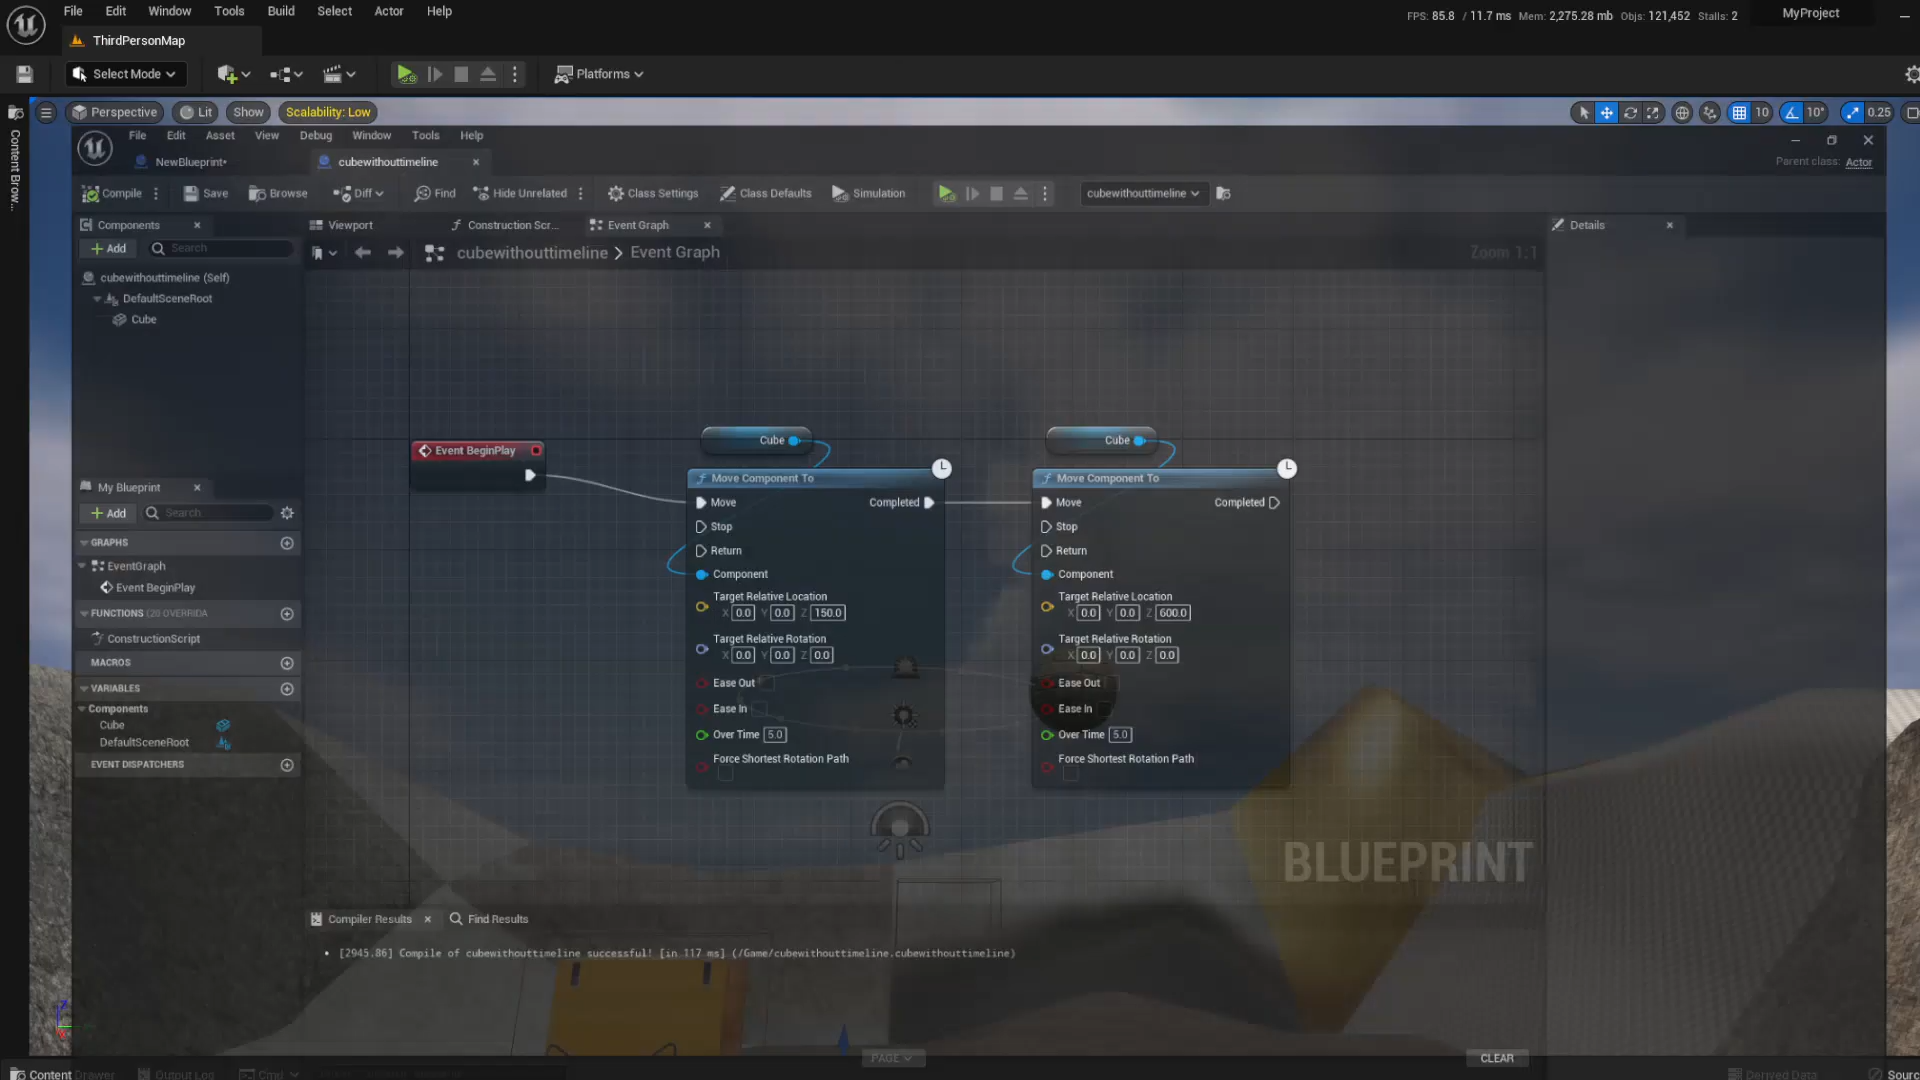 File Edit Window Tools Build Select Actor Help
FPS: 85.8 / 11.7 ms Mem: 2,275.28 mb Objs: 121,452 Stalls: 2
MyProject
ThirdPersonMap
Select Mode
Platforms
Perspective Lit Show Scalability: Low
10 10° 0.25
Content Brow...
File Edit Asset View Debug Window Tools Help
NewBlueprint*
cubewithouttimeline
Parent class: Actor
Compile Save Browse Diff Find Hide Unrelated Class Settings Class Defaults Simulation
cubewithouttimeline
Components
Viewport Construction Scr... Event Graph
Details
Add Search
cubewithouttimeline > Event Graph
Zoom 1:1
cubewithouttimeline (Self)
DefaultSceneRoot
Cube
My Blueprint
Add Search
GRAPHS
EventGraph
Event BeginPlay
FUNCTIONS (20 OVERRIDA
ConstructionScript
MACROS
VARIABLES
Components
Cube
DefaultSceneRoot
EVENT DISPATCHERS
Event BeginPlay
Cube
Move Component To
Move Completed
Stop
Return
Component
Target Relative Location
X 0.0 Y 0.0 Z 150.0
Target Relative Rotation
X 0.0 Y 0.0 Z 0.0
Ease Out
Ease In
Over Time 5.0
Force Shortest Rotation Path
Cube
Move Component To
Move Completed
Stop
Return
Component
Target Relative Location
X 0.0 Y 0.0 Z 600.0
Target Relative Rotation
X 0.0 Y 0.0 Z 0.0
Ease Out
Ease In
Over Time 5.0
Force Shortest Rotation Path
BLUEPRINT
Compiler Results Find Results
[2945.86] Compile of cubewithouttimeline successful! [in 117 ms] (/Game/cubewithouttimeline.cubewithouttimeline)
PAGE
CLEAR
Content Drawer Output Log Cmd
Derived Data Sourc